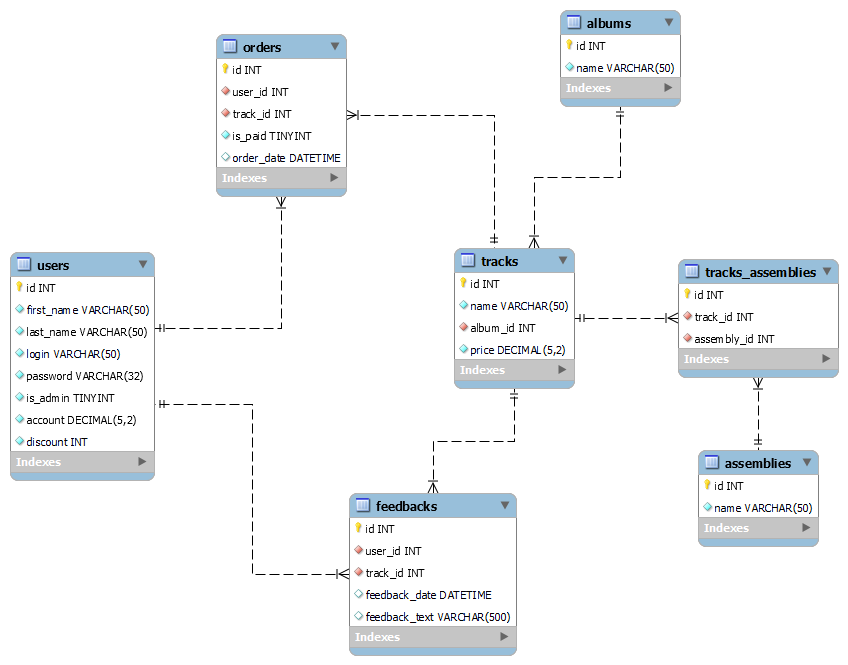 albums
id INT
name VARCHAR(50)
Indexes
orders
id INT
user_id INT
track_id INT
is_paid TINYINT
order_date DATETIME
Indexes
users
id INT
first_name VARCHAR(50)
last_name VARCHAR(50)
login VARCHAR(50)
password VARCHAR(32)
is_admin TINYINT
account DECIMAL(5,2)
discount INT
Indexes
tracks
id INT
name VARCHAR(50)
album_id INT
price DECIMAL(5,2)
Indexes
tracks_assemblies
id INT
track_id INT
assembly_id INT
Indexes
assemblies
id INT
name VARCHAR(50)
Indexes
feedbacks
id INT
user_id INT
track_id INT
feedback_date DATETIME
feedback_text VARCHAR(500)
Indexes